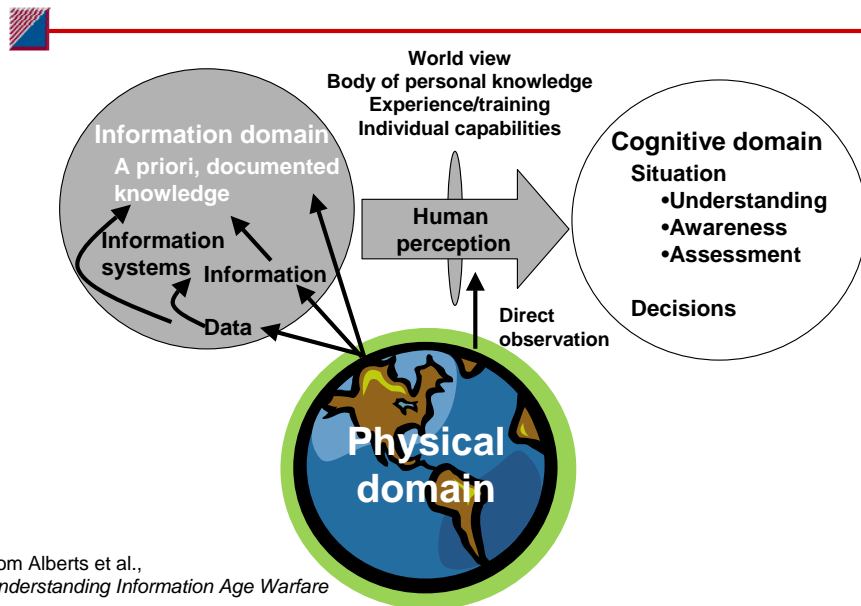 World view
Body of personal knowledge
Experience/training
Individual capabilities
Information domain
A priori, documented
knowledge
Information
systems
Information
Data
Human
perception
Direct
observation
Cognitive domain
Situation
•Understanding
•Awareness
•Assessment
Decisions
Physical
domain
om Alberts et al.,
nderstanding Information Age Warfare